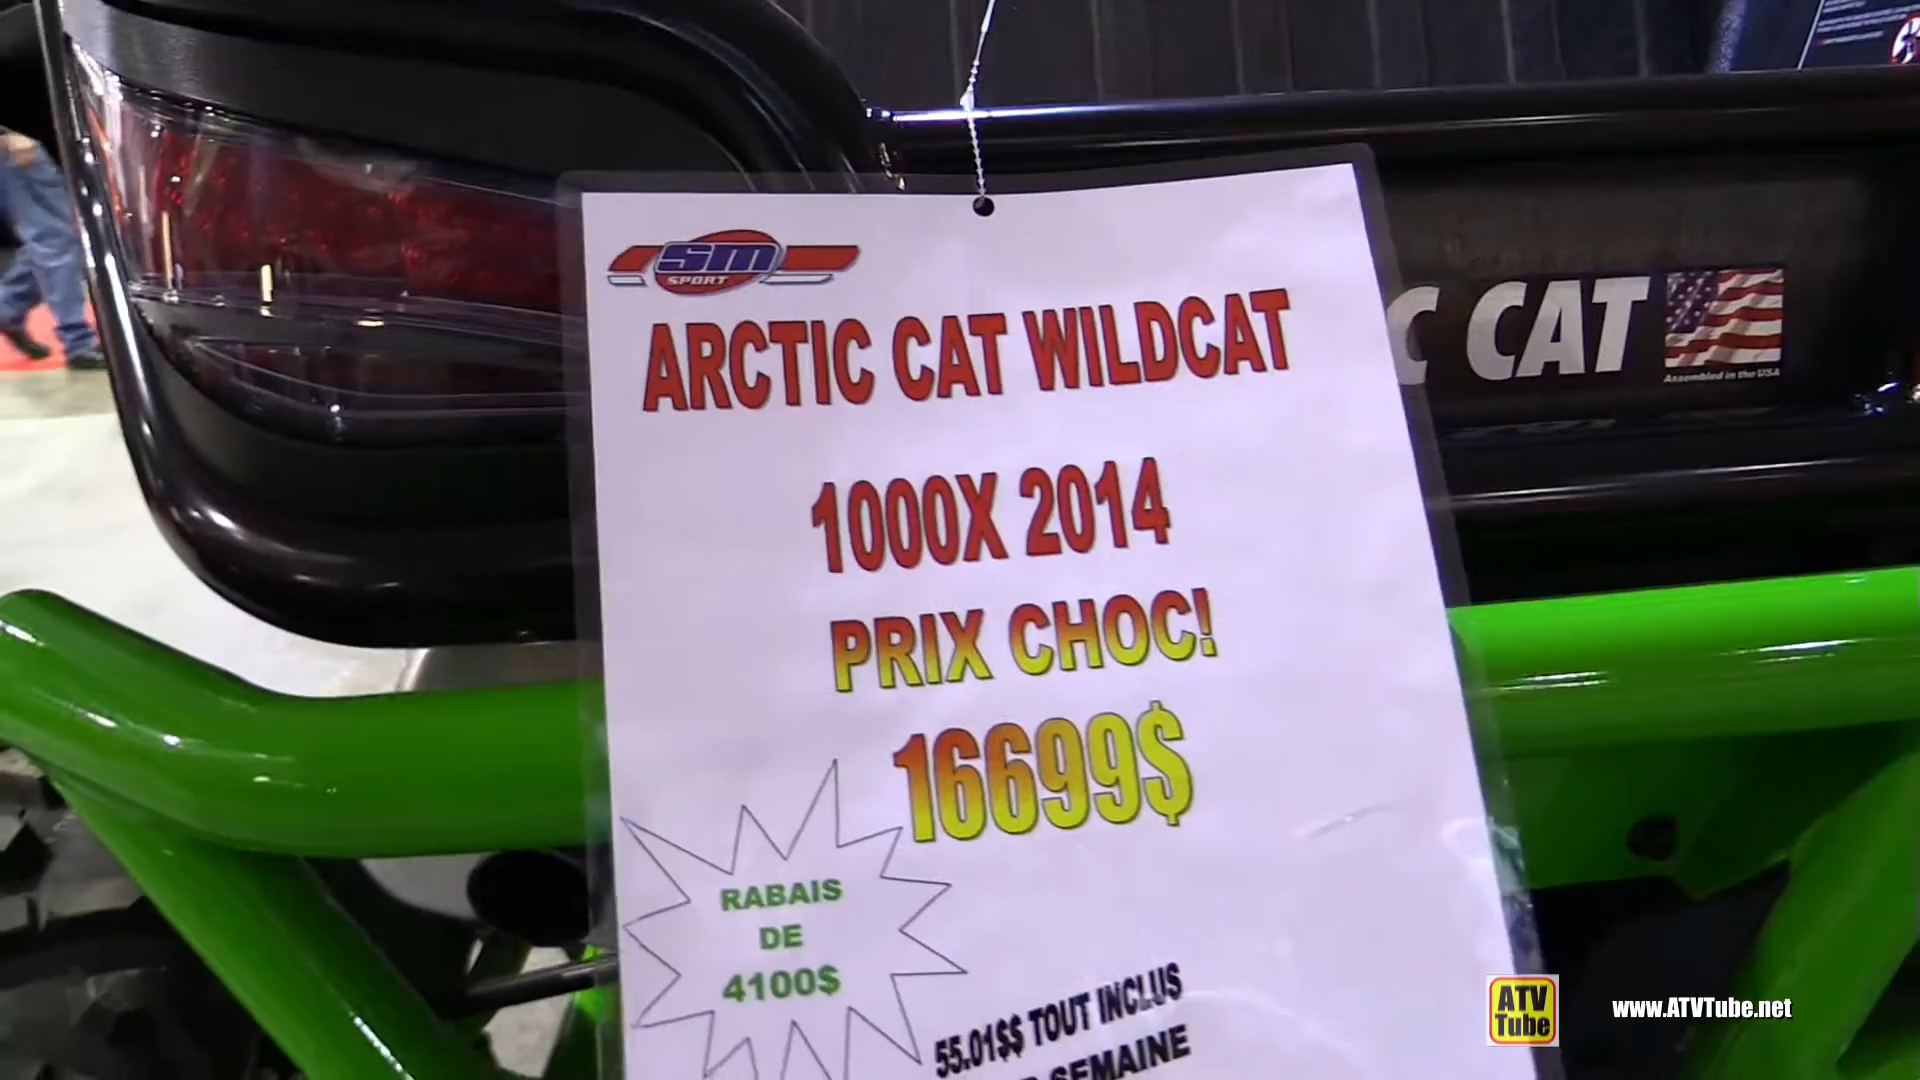 SM
SPORT
ARCTIC CAT WILDCAT
1000X 2014
PRIX CHOC!
16699$
RABAIS
DE
4100$
55.01$$ TOUT INCLUS
SEMAINE
C CAT
Assembled in the USA
ATV
Tube
www.ATVTube.net